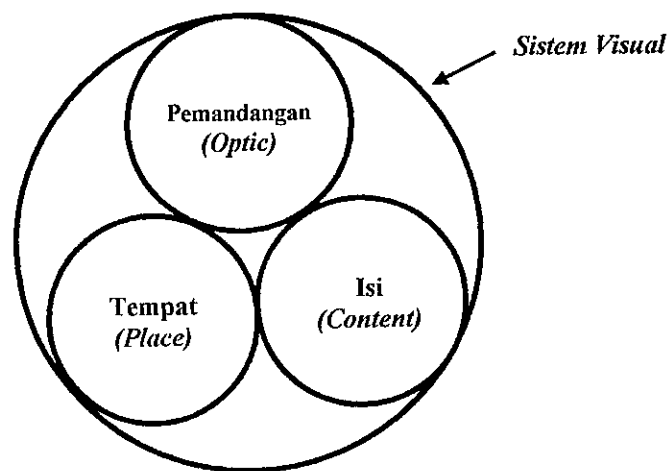 Sistem Visual
Pemandangan
(Optic)
Tempat
(Place)
Isi
(Content)